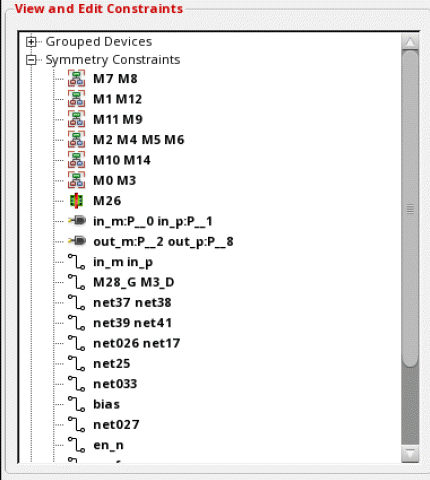 View and Edit Constraints
Grouped Devices
Symmetry Constraints
M7 M8
M1 M12
M11 M9
M2 M4 M5 M6
M10 M14
M0 M3
M26
in_m:P__0 in_p:P__1
out_m:P__2 out_p:P__8
in_m in_p
M28_G M3_D
net37 net38
net39 net41
net026 net17
net25
net033
bias
net027
en_n